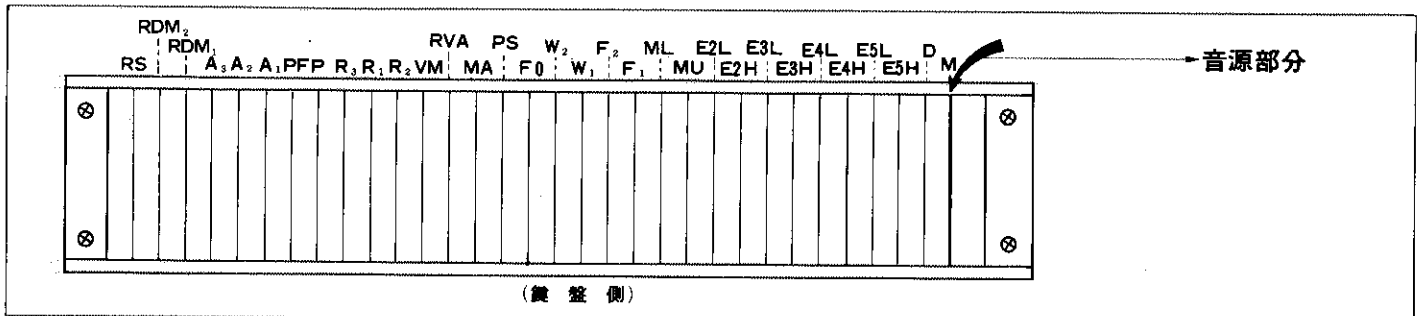 RDM₂ RVA PS W₂ F₂ ML E2L E3L E4L E5L D 音源部分
RS RDM₁ A₃ A₂ A₁ PFP R₃ R₁ R₂ VM MA F0 W₁ F₁ MU E2H E3H E4H E5H M
(鍵盤側)